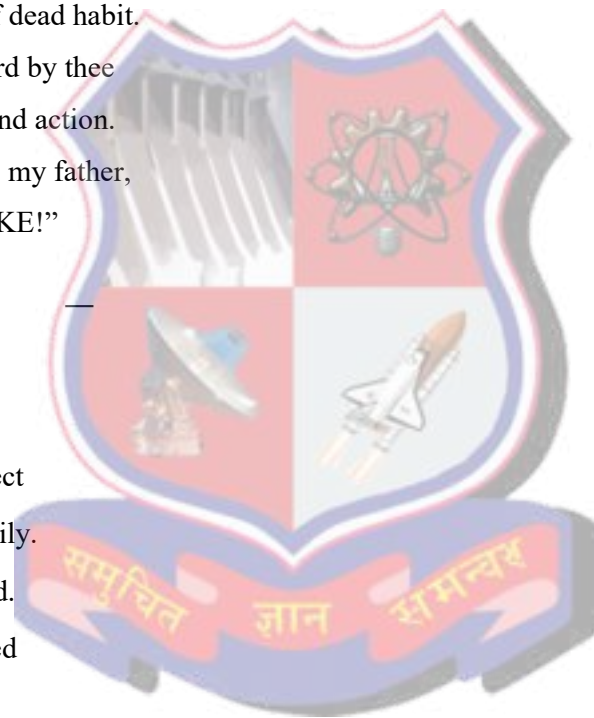 f dead habit.
rd by thee
nd action.
my father,
KE!”
—
ect
ily.
d.
ed
समुचित ज्ञान समन्वय